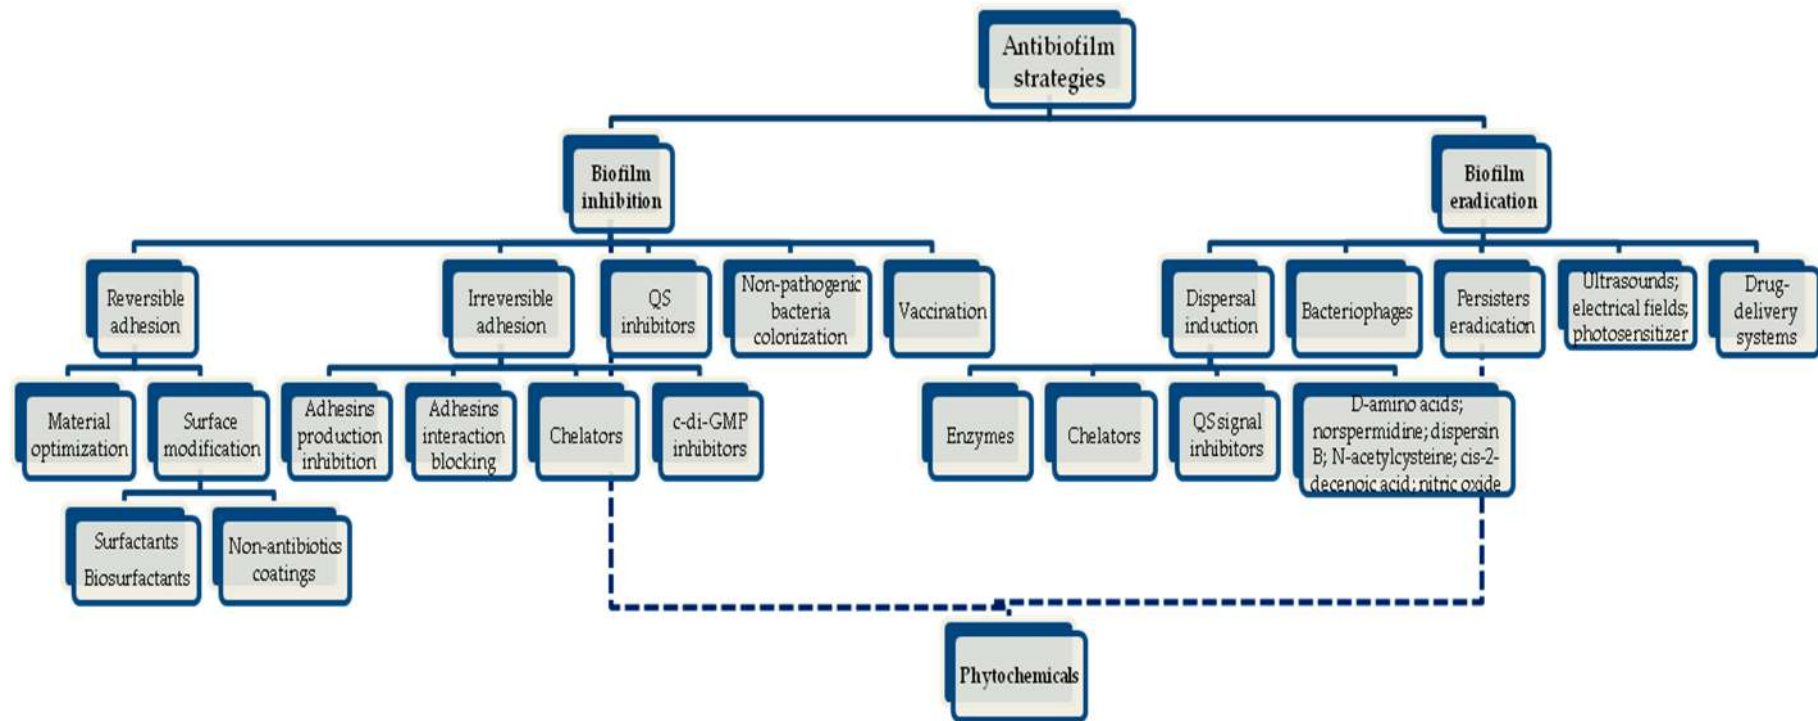 Antibiofilm
strategies
Biofilm
inhibition
Biofilm
eradication
Reversible
adhesion
Irreversible
adhesion
QS
inhibitors
Non-pathogenic
bacteria
colonization
Vaccination
Dispersal
induction
Bacteriophages
Persisters
eradication
Ultrasounds;
electrical fields;
photosensitizer
Drug-
delivery
systems
Material
optimization
Surface
modification
Adhesins
production
inhibition
Adhesins
interaction
blocking
Chelators
c-di-GMP
inhibitors
Enzymes
Chelators
QS signal
inhibitors
D-amino acids;
norspermidine; dispersin
B; N-acetylcysteine; cis-2-
decenoic acid; nitric oxide
Surfactants
Biosurfactants
Non-antibiotics
coatings
Phytochemicals